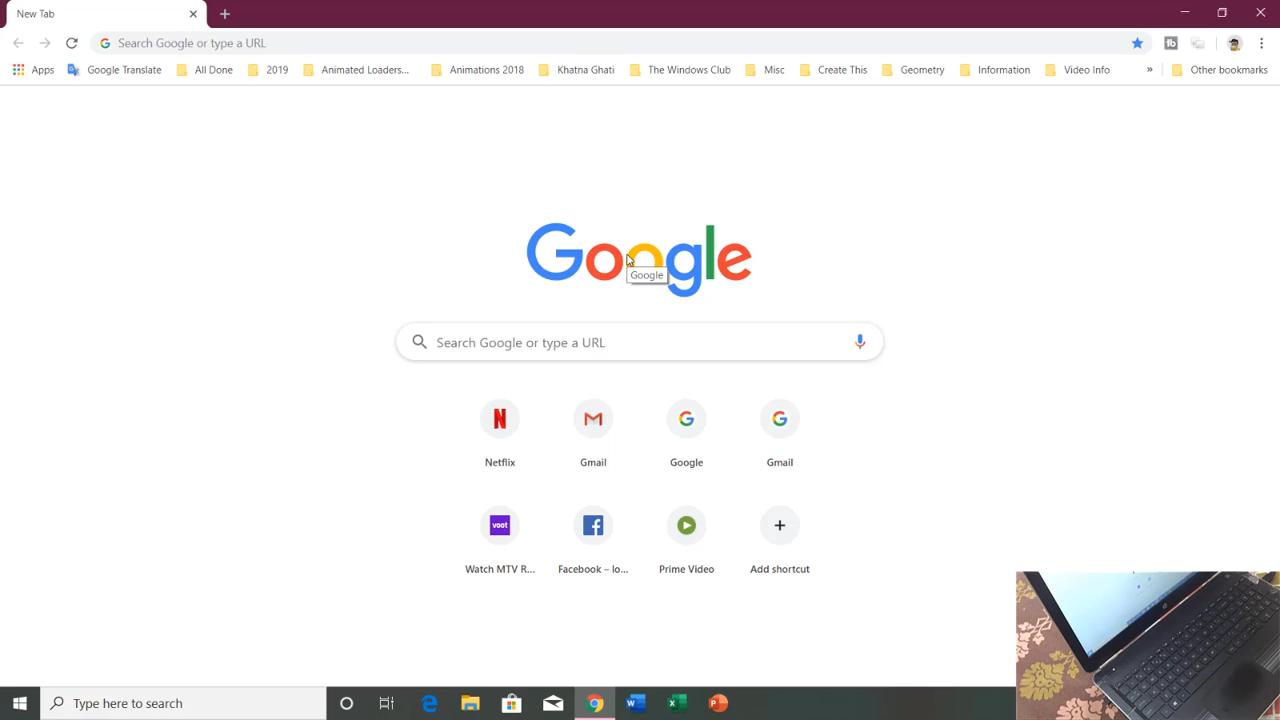 New Tab
Search Google or type a URL
Apps Google Translate All Done 2019 Animated Loaders... Animations 2018 Khatna Ghati The Windows Club Misc Create This Geometry Information Video Info » Other bookmarks
Google
Google
Search Google or type a URL
Netflix Gmail Google Gmail
voot
Watch MTV R... Facebook – lo... Prime Video Add shortcut
Type here to search